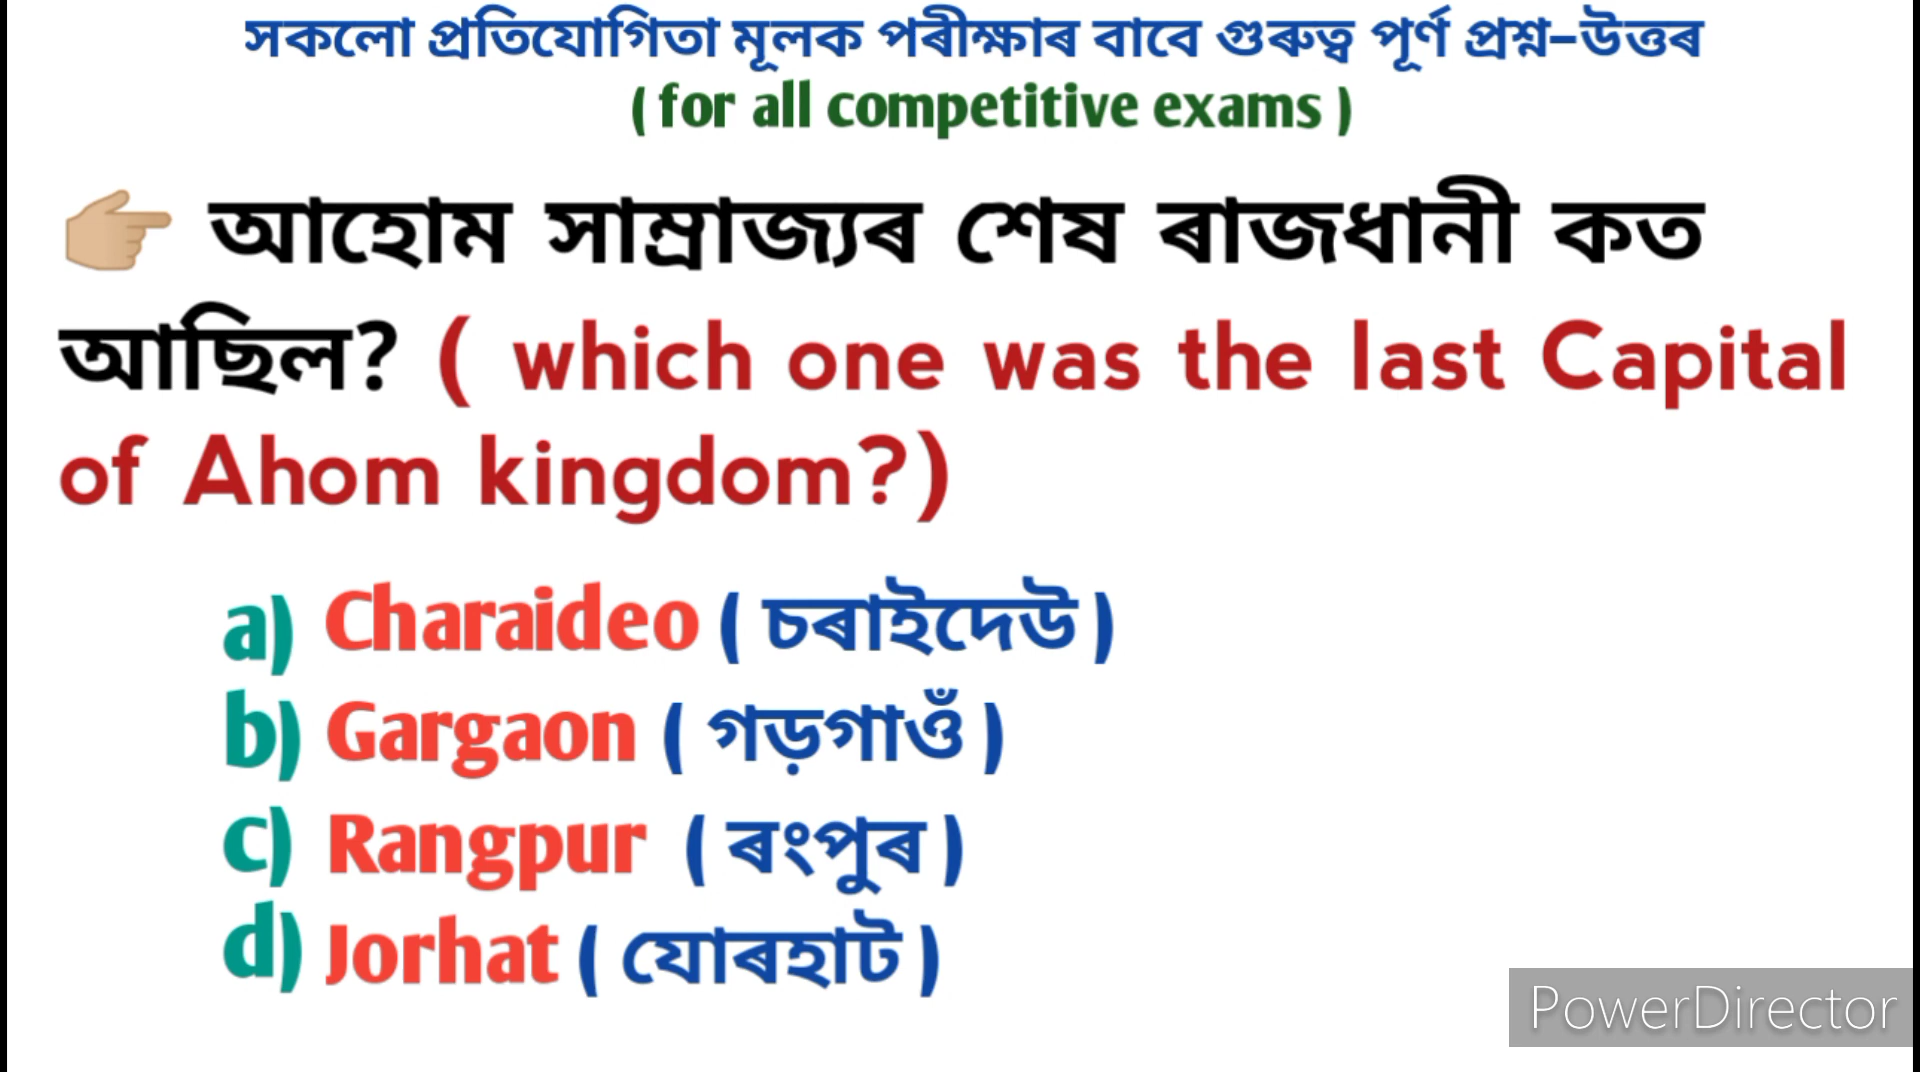 সকলো প্ৰতিযোগিতা মূলক পৰীক্ষাৰ বাবে গুৰুত্ব পূৰ্ণ প্ৰশ্ন-উত্তৰ
( for all competitive exams )
👉🏼 আহোম সাম্ৰাজ্যৰ শেষ ৰাজধানী কত
আছিল? ( which one was the last Capital
of Ahom kingdom?)
a) Charaideo ( চৰাইদেউ )
b) Gargaon ( গড়গাওঁ )
c) Rangpur ( ৰংপুৰ )
d) Jorhat ( যোৰহাট )
PowerDirector